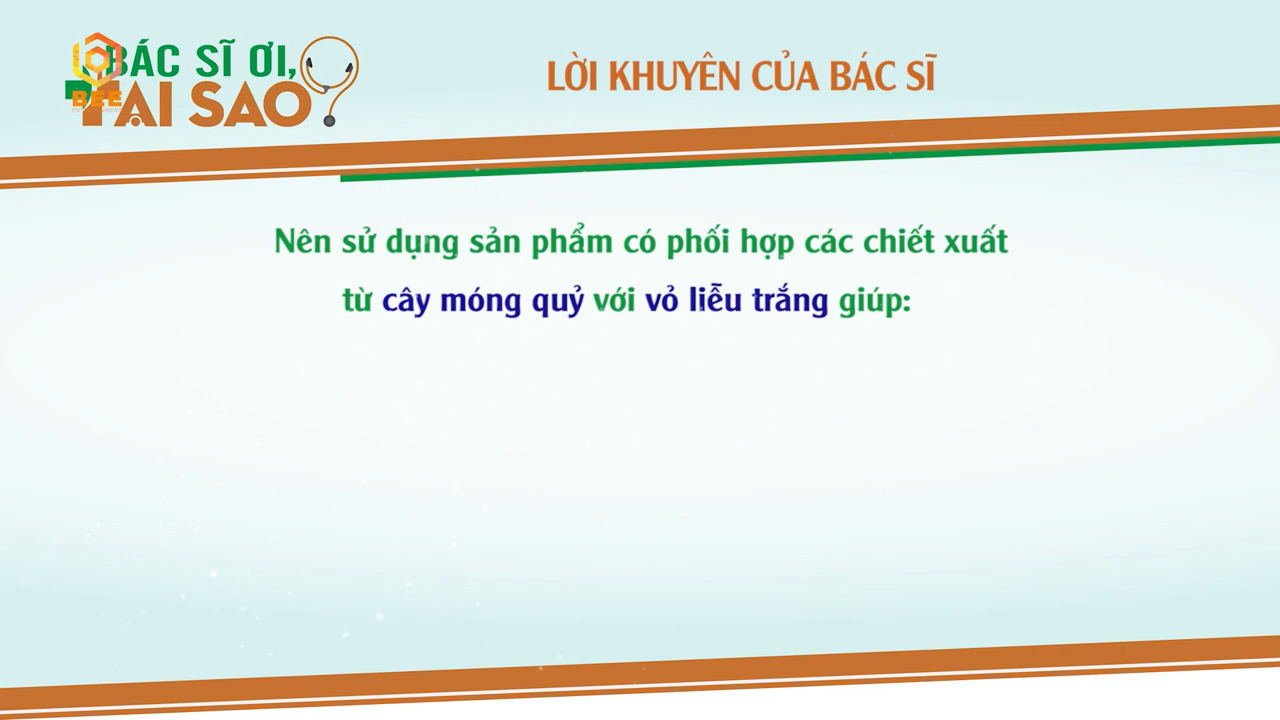 BÁC SĨ ƠI,
TẠI SAO
BEE
LỜI KHUYÊN CỦA BÁC SĨ
Nên sử dụng sản phẩm có phối hợp các chiết xuất
từ cây móng quỷ với vỏ liễu trắng giúp: